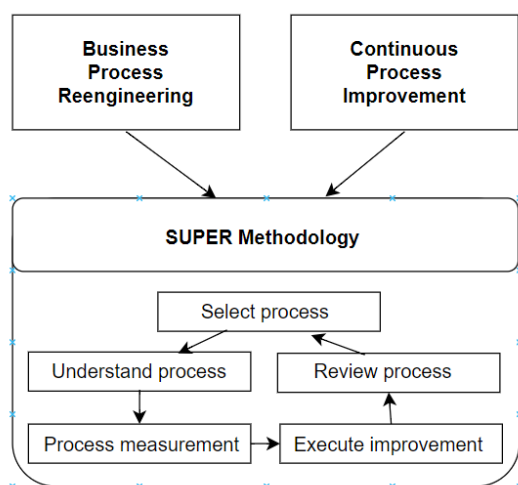 Business
Process
Reengineering
Continuous
Process
Improvement
SUPER Methodology
Select process
Understand process
Review process
Process measurement
Execute improvement